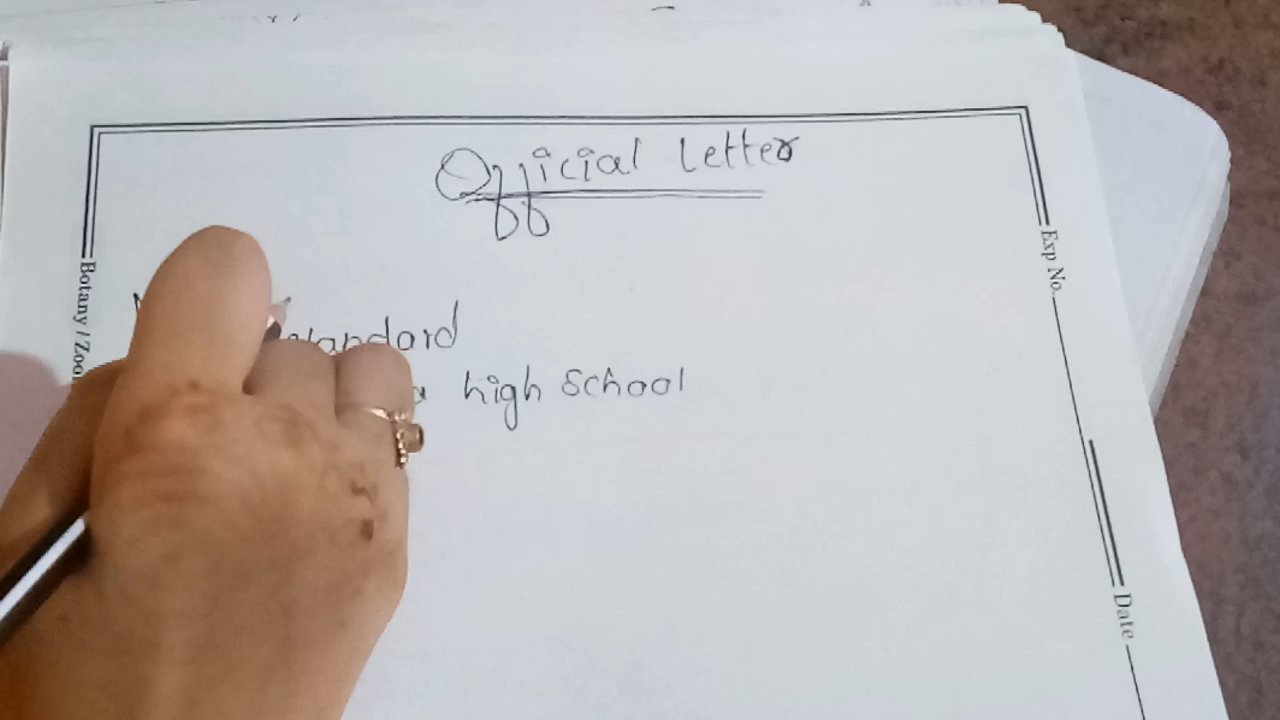 Official Letter
standard
high school
Exp No.
Botany / Zoo
Date